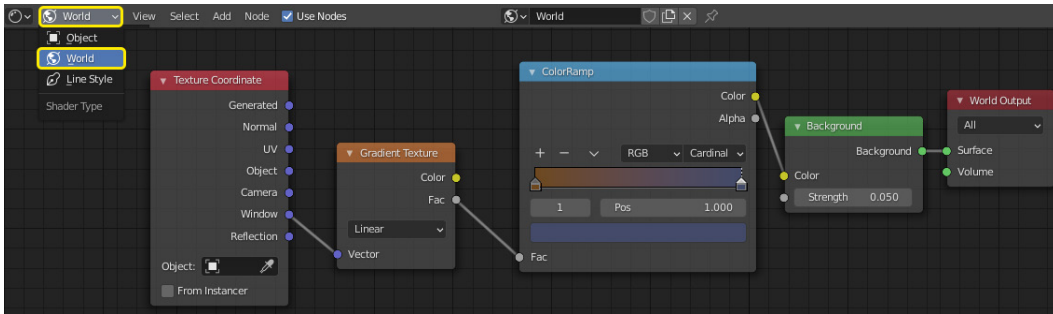 World View Select Add Node Use Nodes World
Object
World
Line Style
Shader Type
Texture Coordinate
Generated
Normal
UV
Object
Camera
Window
Reflection
Object:
From Instancer
Gradient Texture
Color
Fac
Linear
Vector
ColorRamp
Color
Alpha
RGB Cardinal
1 Pos 1.000
Fac
Background
Background
Color
Strength 0.050
World Output
All
Surface
Volume